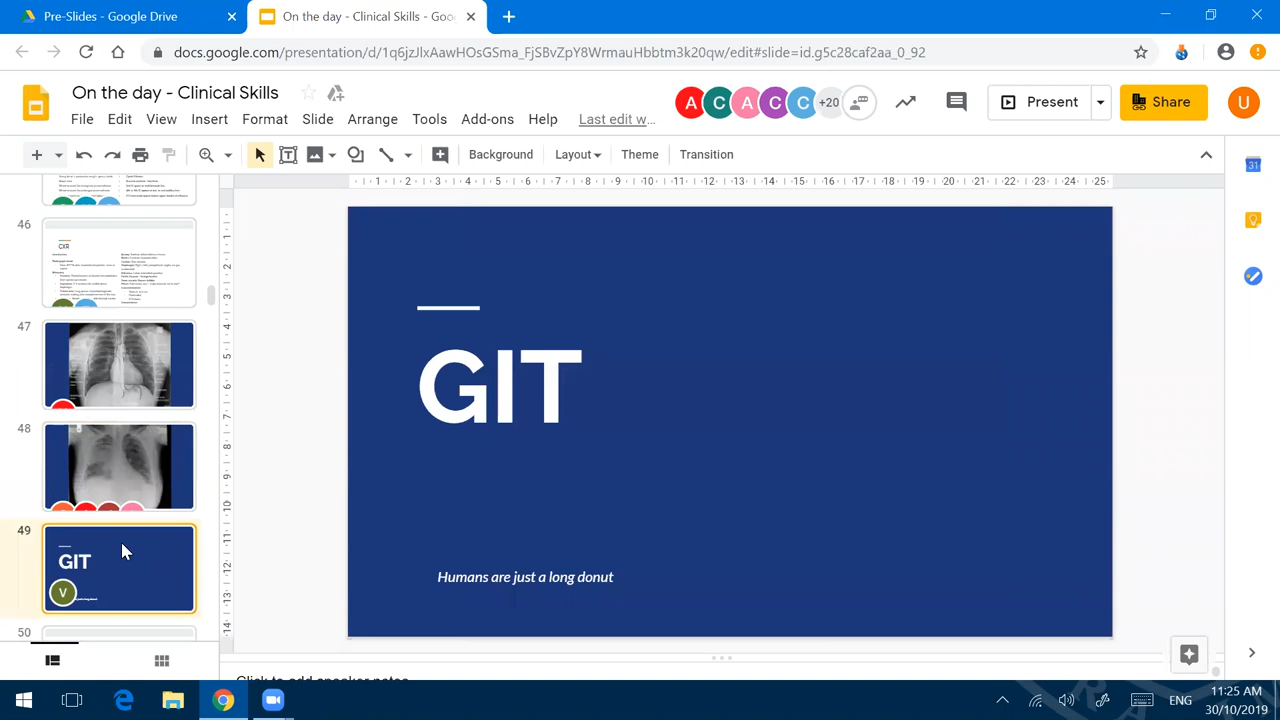 Pre-Slides - Google Drive
On the day - Clinical Skills - Goo
docs.google.com/presentation/d/1q6jzJlxAawHOsGSma_FjSBvZpY8WrmauHbbtm3k20qw/edit#slide=id.g5c28caf2aa_0_92
On the day - Clinical Skills
A C A C C +20
Present
Share
U
File Edit View Insert Format Slide Arrange Tools Add-ons Help Last edit w...
Background Layout Theme Transition
31
46
CXR
47
48
49
GIT
V
50
GIT
Humans are just a long donut
Click to add speaker notes
ENG
11:25 AM
30/10/2019